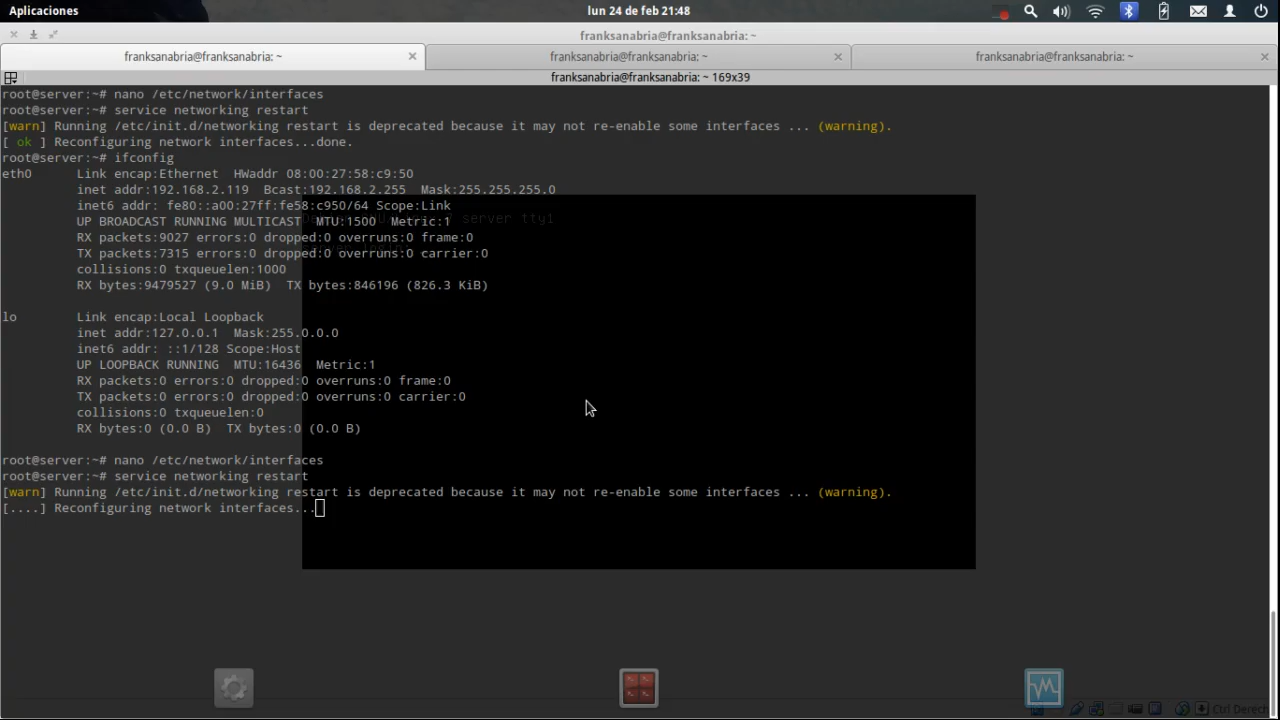 Aplicaciones
lun 24 de feb 21:48
franksanabria@franksanabria: ~
franksanabria@franksanabria: ~
franksanabria@franksanabria: ~
franksanabria@franksanabria: ~
franksanabria@franksanabria: ~ 169x39
root@server:~# nano /etc/network/interfaces
root@server:~# service networking restart
[warn] Running /etc/init.d/networking restart is deprecated because it may not re-enable some interfaces ... (warning).
[ ok ] Reconfiguring network interfaces...done.
root@server:~# ifconfig
eth0      Link encap:Ethernet  HWaddr 08:00:27:58:c9:50
inet addr:192.168.2.119  Bcast:192.168.2.255  Mask:255.255.255.0
inet6 addr: fe80::a00:27ff:fe58:c950/64 Scope:Link
UP BROADCAST RUNNING MULTICAST  MTU:1500  Metric:1
server tty1
RX packets:9027 errors:0 dropped:0 overruns:0 frame:0
TX packets:7315 errors:0 dropped:0 overruns:0 carrier:0
collisions:0 txqueuelen:1000
RX bytes:9479527 (9.0 MiB)  TX bytes:846196 (826.3 KiB)
lo        Link encap:Local Loopback
inet addr:127.0.0.1  Mask:255.0.0.0
inet6 addr: ::1/128 Scope:Host
UP LOOPBACK RUNNING  MTU:16436  Metric:1
RX packets:0 errors:0 dropped:0 overruns:0 frame:0
TX packets:0 errors:0 dropped:0 overruns:0 carrier:0
collisions:0 txqueuelen:0
RX bytes:0 (0.0 B)  TX bytes:0 (0.0 B)
root@server:~# nano /etc/network/interfaces
root@server:~# service networking restart
[warn] Running /etc/init.d/networking restart is deprecated because it may not re-enable some interfaces ... (warning).
[....] Reconfiguring network interfaces...
Ctrl Derech